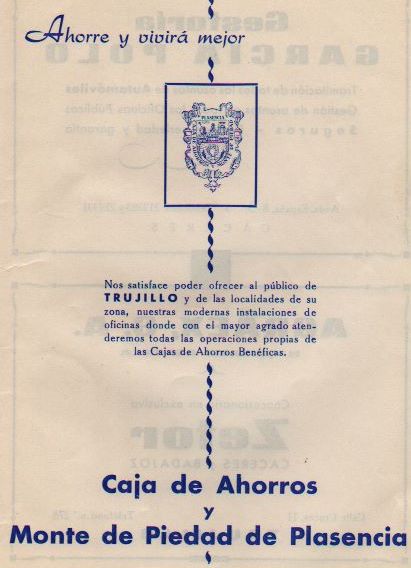 Ahorre y vivirá mejor
PLASENCIA
Nos satisface poder ofrecer al público de
TRUJILLO y de las localidades de su
zona, nuestras modernas instalaciones de
oficinas donde con el mayor agrado aten-
deremos todas las operaciones propias de
las Cajas de Ahorros Benéficas.
Caja de Ahorros
y
Monte de Piedad de Plasencia